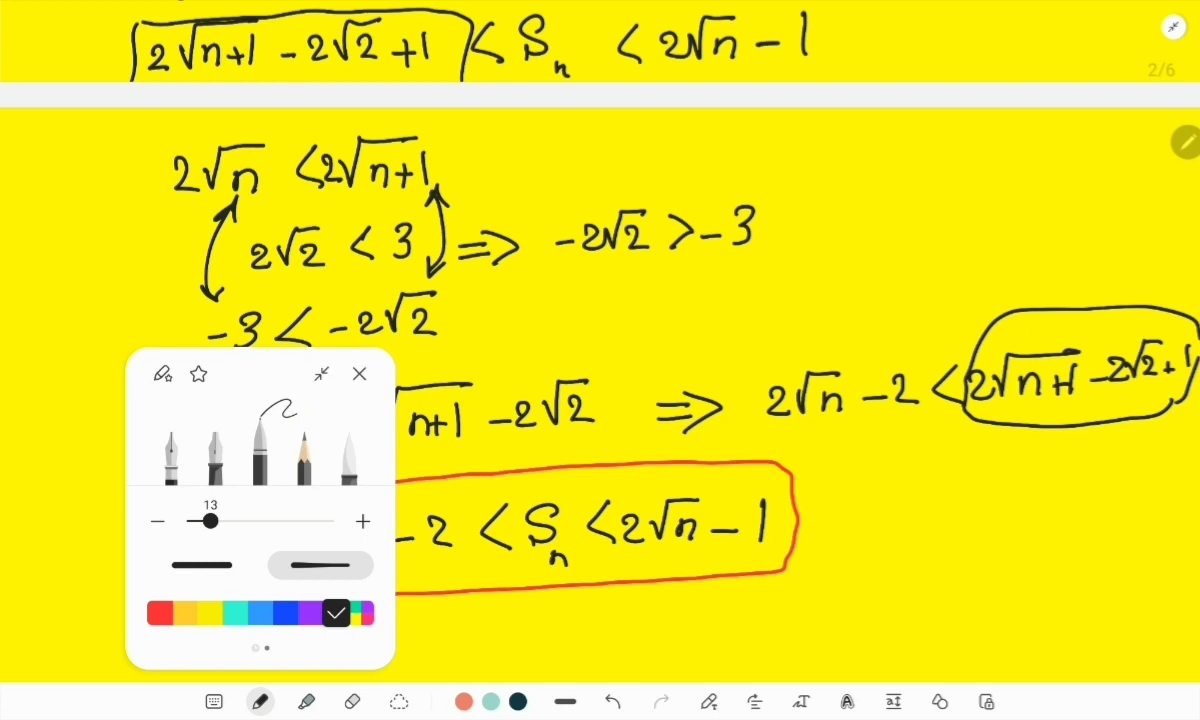 2√n+1 - 2√2 + 1 < Sn < 2√n - 1
2/6
2√n < 2√n+1
2√2 < 3 => -2√2 > -3
-3 < -2√2
√n+1 - 2√2 => 2√n - 2 < 2√n+1 - 2√2 + 1
- 2 < Sn < 2√n - 1
13